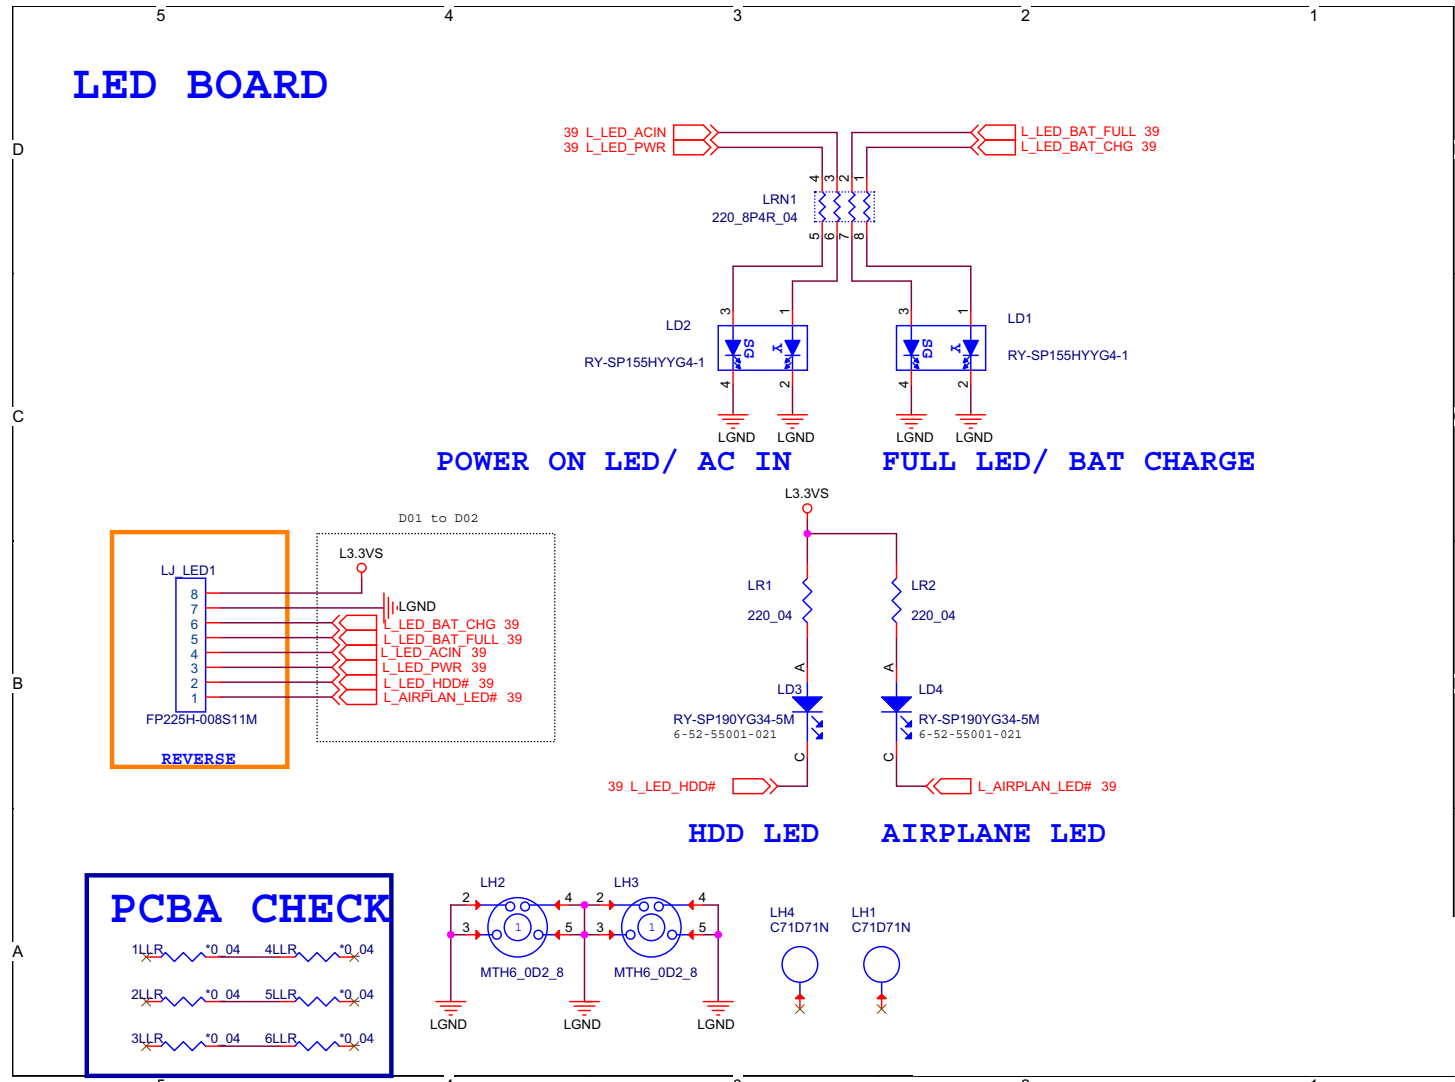 5 4 3 2 1
LED BOARD
D
39 L_LED_ACIN
39 L_LED_PWR
L_LED_BAT_FULL 39
L_LED_BAT_CHG 39
4 3 2 1
LRN1
220_8P4R_04
5 6 7 8
LD2
RY-SP155HYYG4-1
3 1
SG Y
4 2
LGND LGND
LD1
RY-SP155HYYG4-1
3 1
SG Y
4 2
LGND LGND
C
POWER ON LED/ AC IN
FULL LED/ BAT CHARGE
D01 to D02
L3.3VS
LJ_LED1
8
7
6
5
4
3
2
1
LGND
L_LED_BAT_CHG 39
L_LED_BAT_FULL 39
L_LED_ACIN 39
L_LED_PWR 39
L_LED_HDD# 39
L_AIRPLAN_LED# 39
FP225H-008S11M
REVERSE
L3.3VS
LR1
220_04
LR2
220_04
B
A
LD3
RY-SP190YG34-5M
6-52-55001-021
C
A
LD4
RY-SP190YG34-5M
6-52-55001-021
C
39 L_LED_HDD#
L_AIRPLAN_LED# 39
HDD LED
AIRPLANE LED
A
PCBA CHECK
1LLR *0_04 4LLR *0_04
2LLR *0_04 5LLR *0_04
3LLR *0_04 6LLR *0_04
LH2
2 4
3 1 5
MTH6_0D2_8
LH3
2 4
3 1 5
MTH6_0D2_8
LGND LGND LGND
LH4
C71D71N
LH1
C71D71N